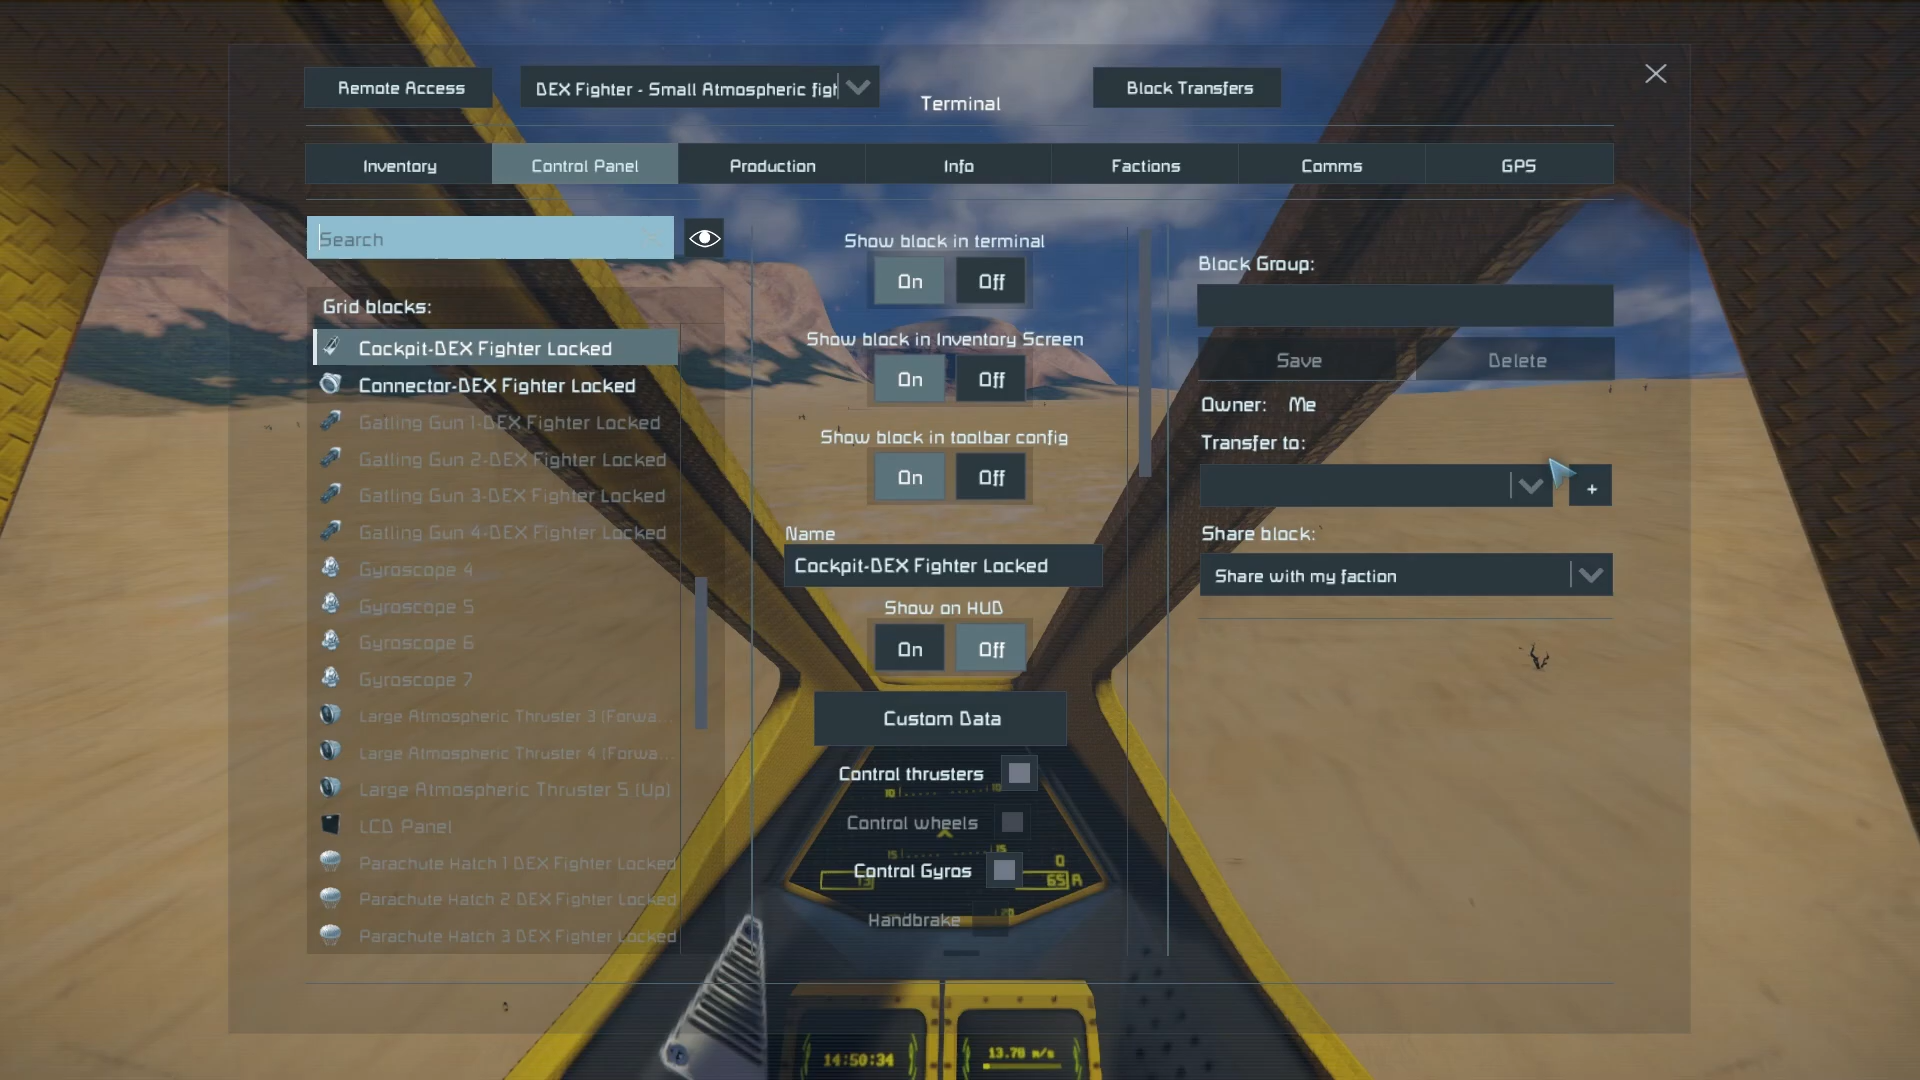 Remote Access
DEX Fighter - Small Atmospheric figh
Terminal
Block Transfers
Inventory
Control Panel
Production
Info
Factions
Comms
GPS
Search
Grid blocks:
Cockpit-DEX Fighter Locked
Connector-DEX Fighter Locked
Gatling Gun 1-DEX Fighter Locked
Gatling Gun 2-DEX Fighter Locked
Gatling Gun 3-DEX Fighter Locked
Gatling Gun 4-DEX Fighter Locked
Gyroscope 4
Gyroscope 5
Gyroscope 6
Gyroscope 7
Large Atmospheric Thruster 3 (Forwa...
Large Atmospheric Thruster 4 (Forwa...
Large Atmospheric Thruster 5 (Up)
LCD Panel
Parachute Hatch 1 DEX Fighter Locked
Parachute Hatch 2 DEX Fighter Locked
Parachute Hatch 3 DEX Fighter Locked
Show block in terminal
On Off
Show block in Inventory Screen
On Off
Show block in toolbar config
On Off
Name
Cockpit-DEX Fighter Locked
Show on HUD
On Off
Custom Data
Control thrusters
Control wheels
Control Gyros
Handbrake
Block Group:
Save Delete
Owner: Me
Transfer to:
+
Share block:
Share with my faction
10 10
15 15
0
65 A
14:50:34
13.78 m/s